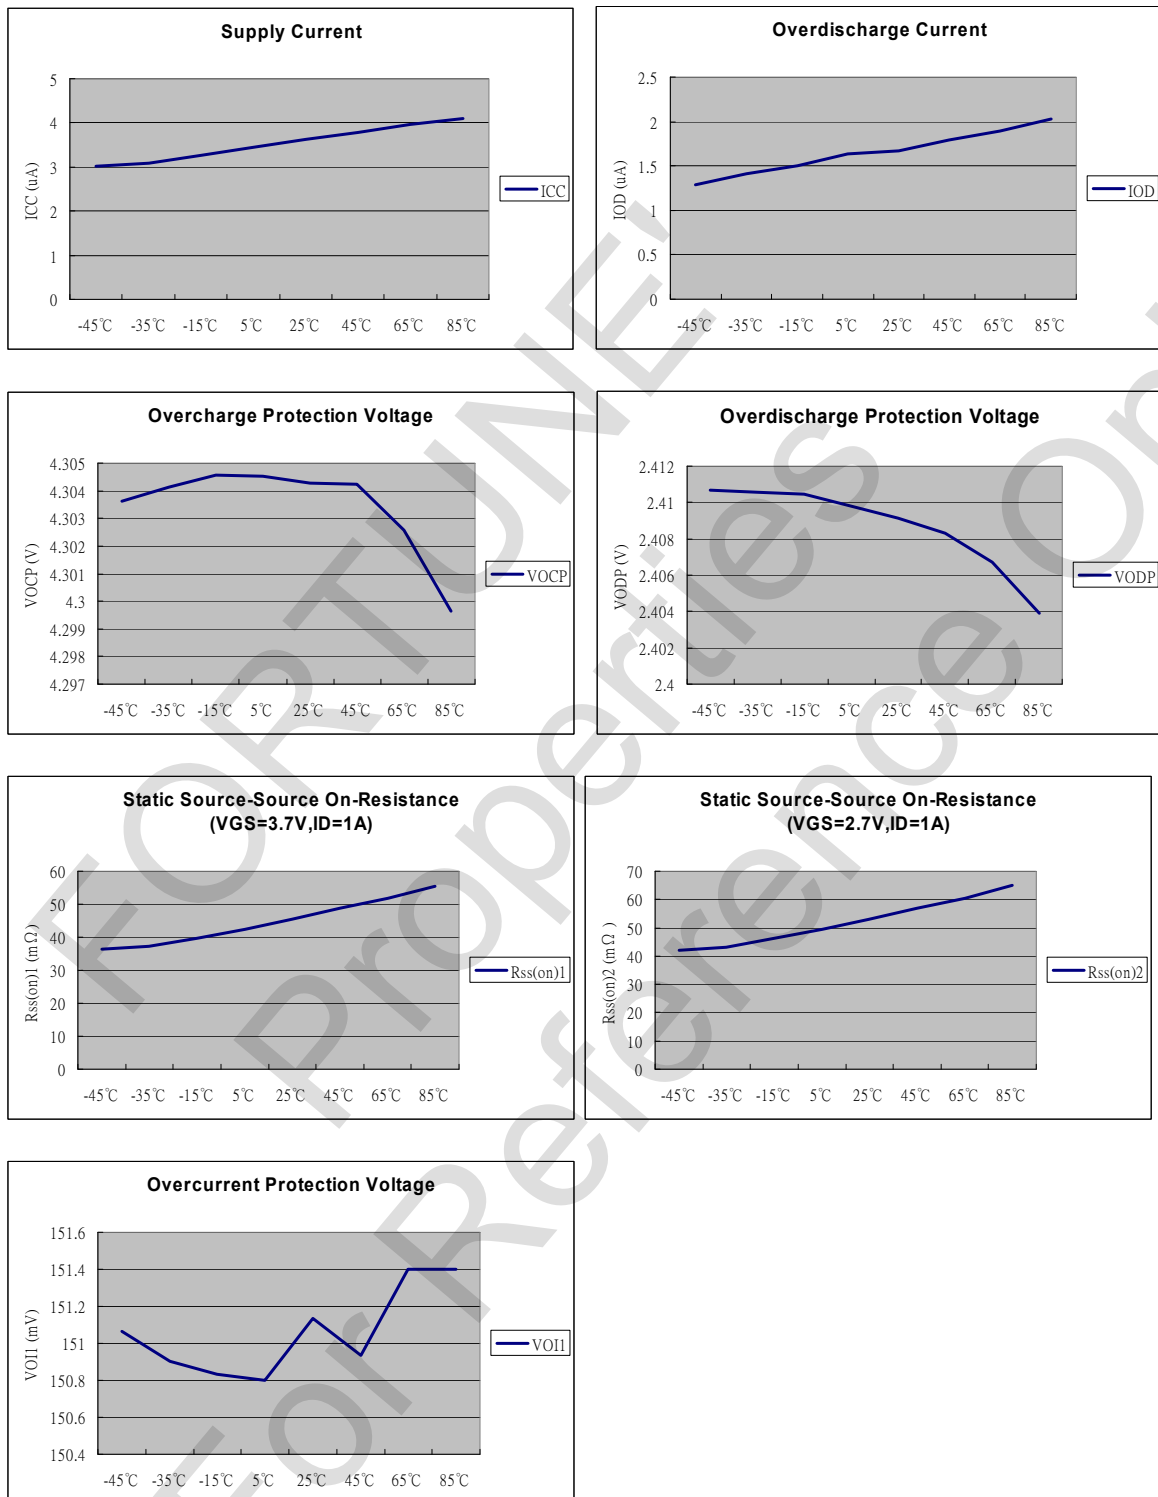 Supply Current
5
4
3
2
1
0
ICC (uA)
-45℃ -35℃ -15℃ 5℃ 25℃ 45℃ 65℃ 85℃
ICC
Overdischarge Current
2.5
2
1.5
1
0.5
0
IOD (uA)
-45℃ -35℃ -15℃ 5℃ 25℃ 45℃ 65℃ 85℃
IOD
Overcharge Protection Voltage
4.305
4.304
4.303
4.302
4.301
4.3
4.299
4.298
4.297
VOCP (V)
-45℃ -35℃ -15℃ 5℃ 25℃ 45℃ 65℃ 85℃
VOCP
Overdischarge Protection Voltage
2.412
2.41
2.408
2.406
2.404
2.402
2.4
VODP (V)
-45℃ -35℃ -15℃ 5℃ 25℃ 45℃ 65℃ 85℃
VODP
Static Source-Source On-Resistance
(VGS=3.7V,ID=1A)
60
50
40
30
20
10
0
Rss(on)1 (mΩ)
-45℃ -35℃ -15℃ 5℃ 25℃ 45℃ 65℃ 85℃
Rss(on)1
Static Source-Source On-Resistance
(VGS=2.7V,ID=1A)
70
60
50
40
30
20
10
0
Rss(on)2 (mΩ )
-45℃ -35℃ -15℃ 5℃ 25℃ 45℃ 65℃ 85℃
Rss(on)2
Overcurrent Protection Voltage
151.6
151.4
151.2
151
150.8
150.6
150.4
VOI1 (mV)
-45℃ -35℃ -15℃ 5℃ 25℃ 45℃ 65℃ 85℃
VOI1
FORTUNE'
Properties
For Reference